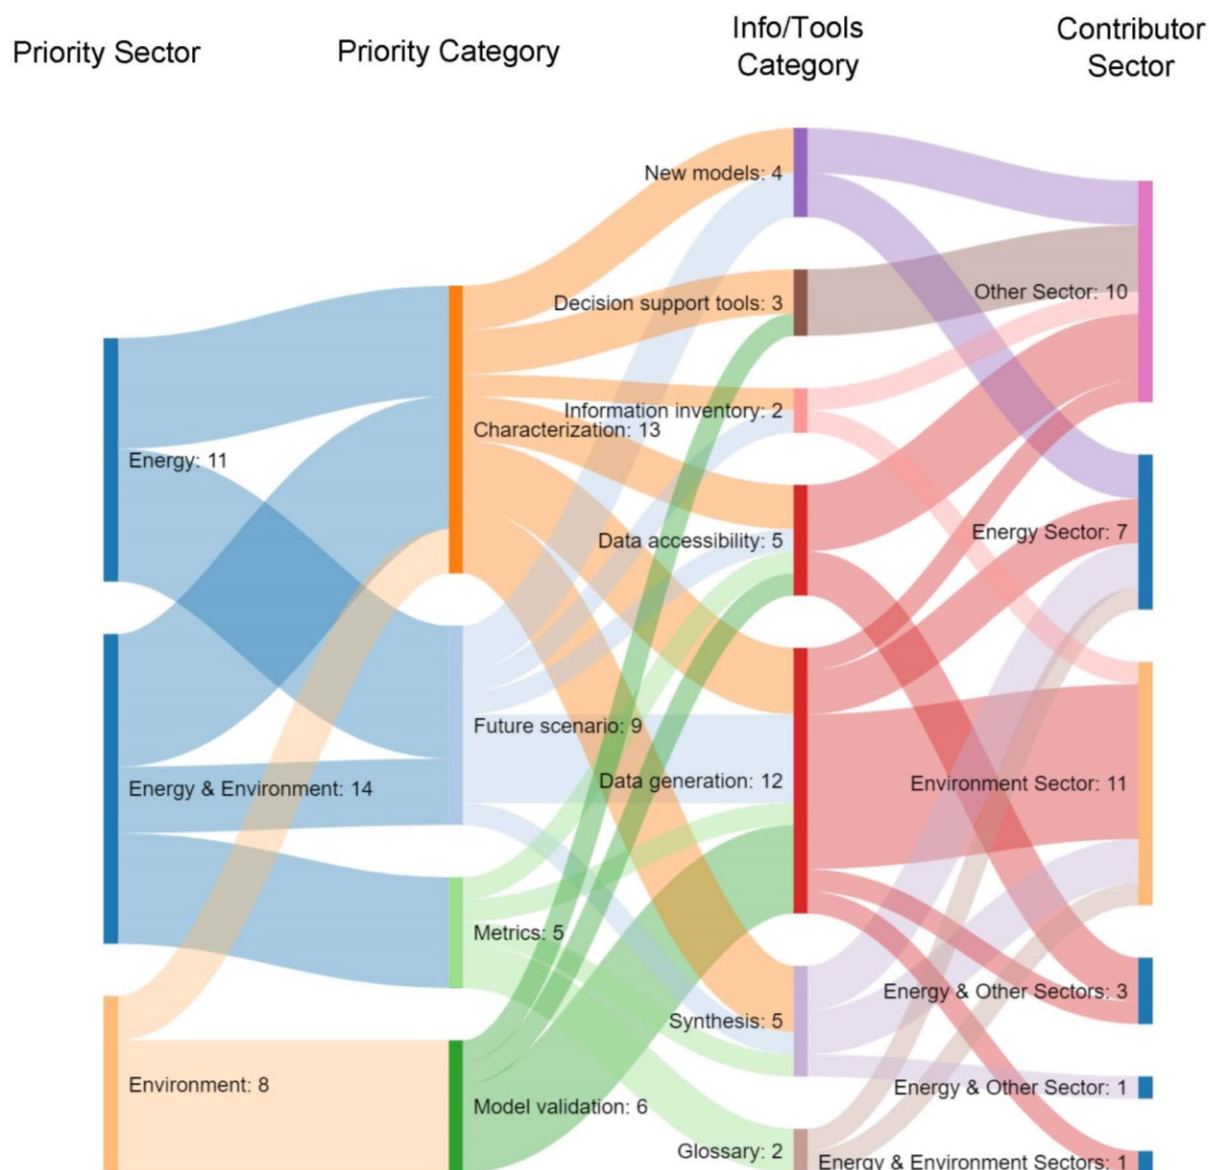 Priority Sector
Priority Category
Info/Tools
Category
Contributor
Sector
New models: 4
Decision support tools: 3
Other Sector: 10
Information inventory: 2
Characterization: 13
Energy: 11
Data accessibility: 5
Energy Sector: 7
Future scenario: 9
Data generation: 12
Environment Sector: 11
Energy & Environment: 14
Metrics: 5
Energy & Other Sectors: 3
Synthesis: 5
Environment: 8
Energy & Other Sector: 1
Model validation: 6
Glossary: 2
Energy & Environment Sectors: 1